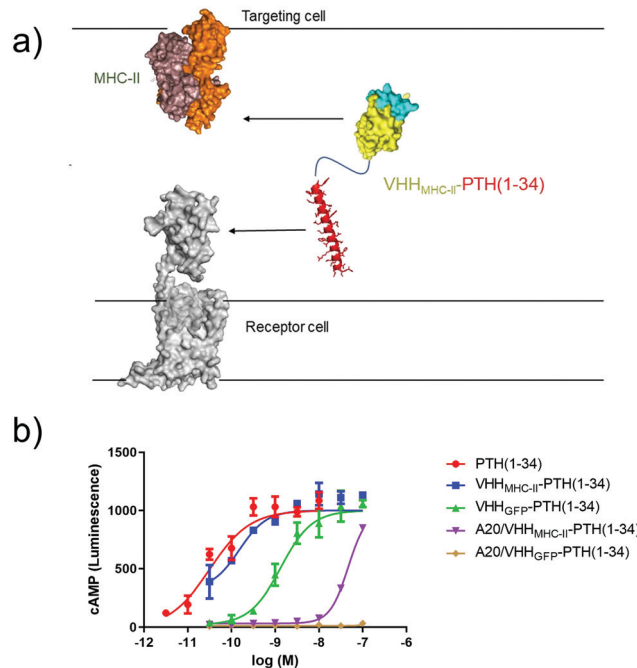 a)
Targeting cell
MHC-II
VHHMHC-II-PTH(1-34)
Receptor cell
b)
cAMP (Luminescence)
1500
1000
500
0
-12 -11 -10 -9 -8 -7 -6
log (M)
PTH(1-34)
VHHMHC-II-PTH(1-34)
VHHGFP-PTH(1-34)
A20/VHHMHC-II-PTH(1-34)
A20/VHHGFP-PTH(1-34)